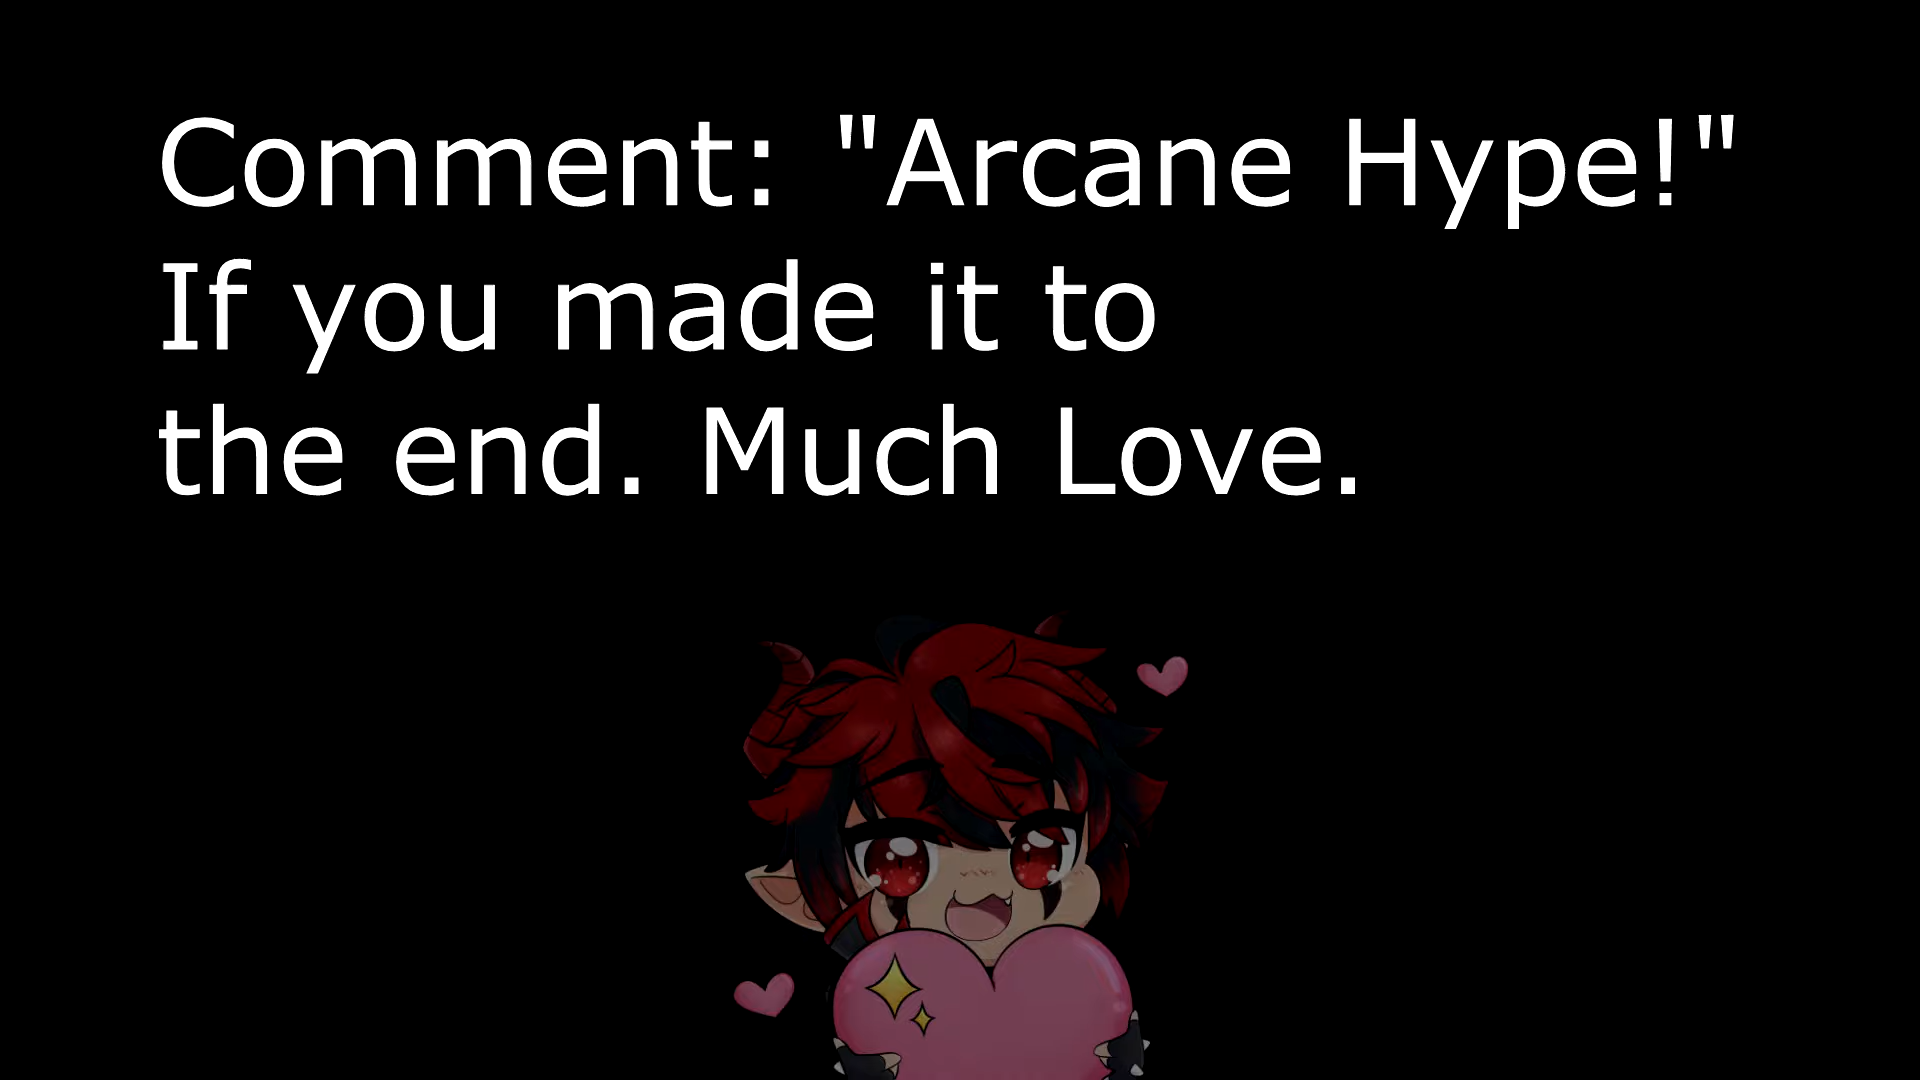 Comment: "Arcane Hype!"
If you made it to
the end. Much Love.